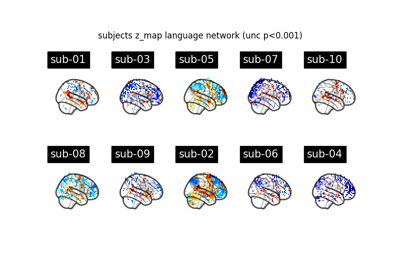 subjects z_map language network (unc p<0.001)
sub-01 sub-03 sub-05 sub-07 sub-10
sub-08 sub-09 sub-02 sub-06 sub-04